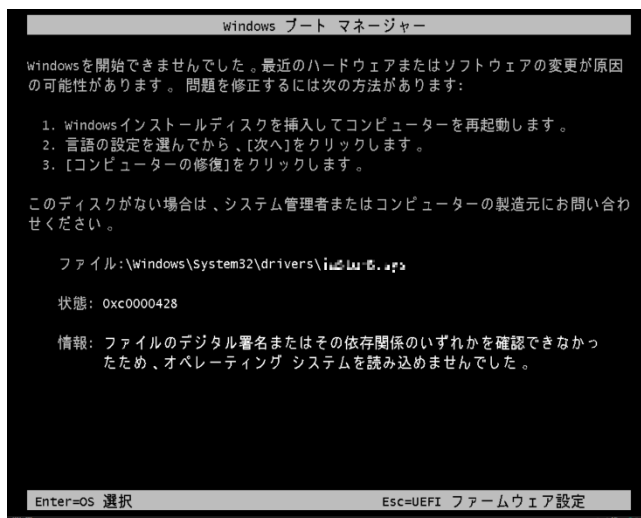 Windows ブート マネージャー
Windowsを開始できませんでした。最近のハードウェアまたはソフトウェアの変更が原因
の可能性があります。 問題を修正するには次の方法があります:
1. Windowsインストールディスクを挿入してコンピューターを再起動します。
2. 言語の設定を選んでから、[次へ]をクリックします。
3. [コンピューターの修復]をクリックします。
このディスクがない場合は、システム管理者またはコンピューターの製造元にお問い合わ
せください。
ファイル:\Windows\System32\drivers\
状態: 0xc0000428
情報: ファイルのデジタル署名またはその依存関係のいずれかを確認できなかっ
たため、オペレーティング システムを読み込めませんでした。
Enter=OS 選択 Esc=UEFI ファームウェア設定